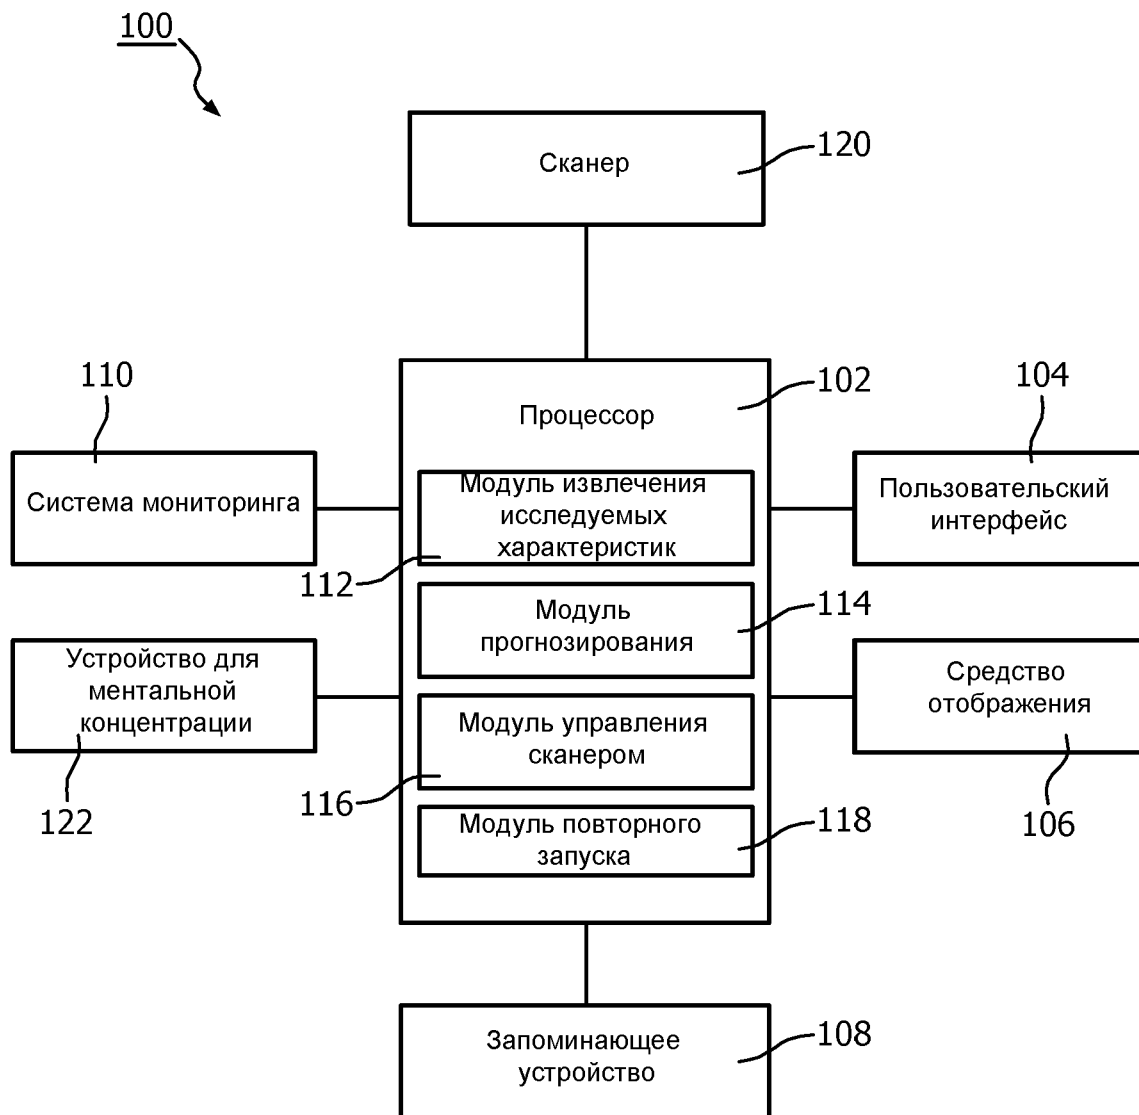 100
Сканер
120
110
102
104
Процессор
Система мониторинга
Модуль извлечения
исследуемых
характеристик
Пользовательский
интерфейс
112
Модуль
прогнозирования
114
Устройство для
ментальной
концентрации
Средство
отображения
Модуль управления
сканером
116
122
Модуль повторного
запуска
118
106
Запоминающее
устройство
108